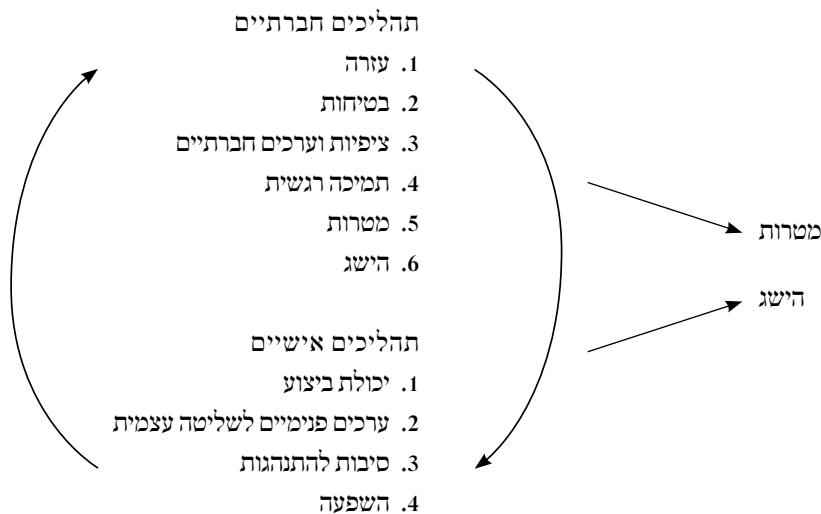 תהליכים חברתיים
1. עזרה
2. בטיחות
3. ציפיות וערכים חברתיים
4. תמיכה רגשית
5. מטרות
6. הישג
מטרות
הישג
תהליכים אישיים
1. יכולת ביצוע
2. ערכים פנימיים לשליטה עצמית
3. סיבות להתנהגות
4. השפעה